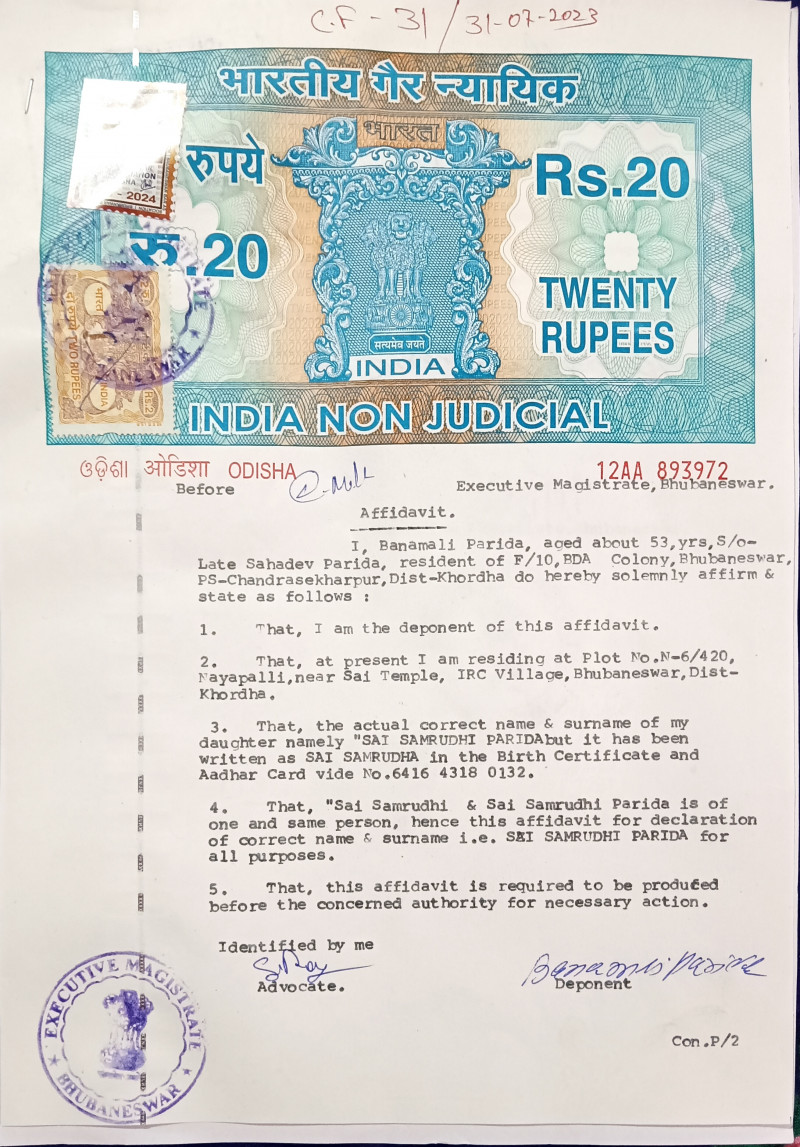 C.F - 31 / 31-07-2023
भारतीय गैर न्यायिक
भारत
रुपये
Rs.20
रु.20
2024
TWENTY
RUPEES
TWO RUPEES
INDIA
सत्यमेव जयते
INDIA
INDIA NON JUDICIAL
ଓଡ଼ିଶା ओडिशा ODISHA
12AA 893972
Before
Executive Magistrate,Bhubaneswar.
Affidavit.
I, Banamali Parida, aged about 53,yrs,S/o-
Late Sahadev Parida, resident of F/10,BDA Colony,Bhubaneswar,
PS-Chandrasekharpur,Dist-Khordha do hereby solemnly affirm &
state as follows :
1. That, I am the deponent of this affidavit.
2. That, at present I am residing at Plot No.N-6/420,
Nayapalli,near Sai Temple, IRC Village,Bhubaneswar,Dist-
Khordha.
3. That, the actual correct name & surname of my
daughter namely "SAI SAMRUDHI PARIDAbut it has been
written as SAI SAMRUDHA in the Birth Certificate and
Aadhar Card vide No.6416 4318 0132.
4. That, "Sai Samrudhi & Sai Samrudhi Parida is of
one and same person, hence this affidavit for declaration
of correct name & surname i.e. SAI SAMRUDHI PARIDA for
all purposes.
5. That, this affidavit is required to be produced
before the concerned authority for necessary action.
Identified by me
S. Roy
Advocate.
Banamali Parida
Deponent
Con.P/2
EXECUTIVE MAGISTRATE
BHUBANESWAR